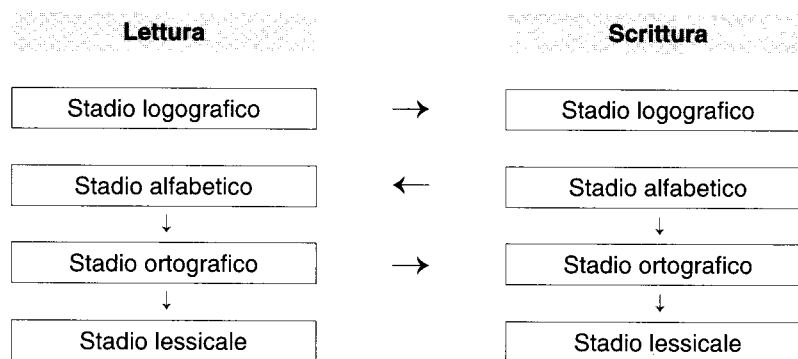 Lettura Scrittura
Stadio logografico → Stadio logografico
Stadio alfabetico ← Stadio alfabetico
↓ ↓
Stadio ortografico → Stadio ortografico
↓ ↓
Stadio lessicale Stadio lessicale